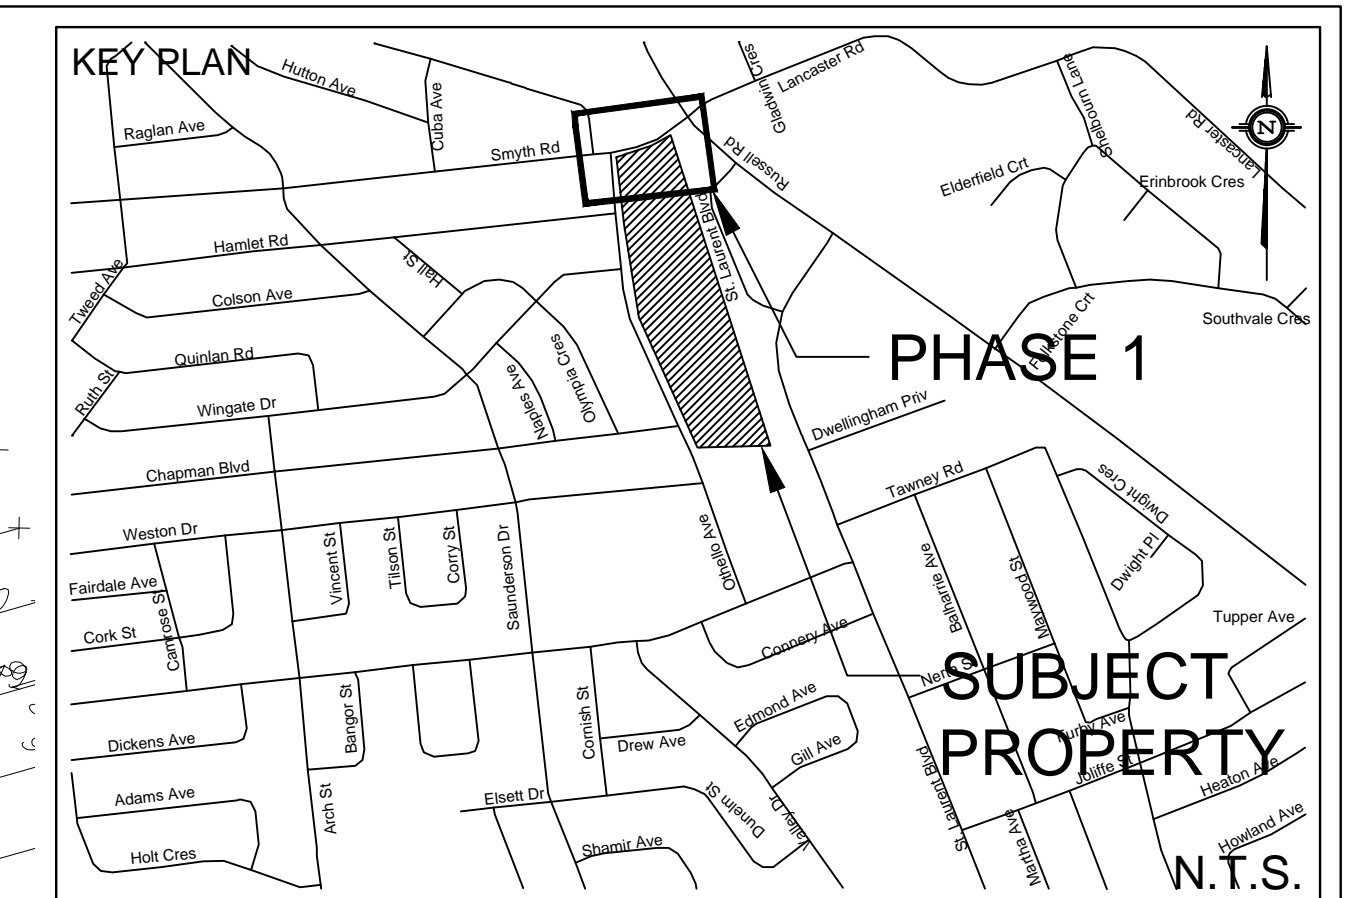 KEY PLAN
Hutton Ave
Cuba Ave
Gladwin Cres
Lancaster Rd
Shelbourn Lane
Lancaster Rd
N
Raglan Ave
Smyth Rd
Russell Rd
Elderfield Crt
Erinbrook Cres
Hamlet Rd
Hall St
St. Laurent Blvd
Tweed Ave
Colson Ave
Southvale Cres
Folkstone Crt
PHASE 1
Quinlan Rd
Ruth St
Wingate Dr
Naples Ave
Olympia Cres
Dwellingham Priv
Chapman Blvd
Tawney Rd
Dwight Cres
Weston Dr
Vincent St
Tilson St
Corry St
Saunderson Dr
Othello Ave
Balharrie Ave
Maywood St
Dwight Pl
Fairdale Ave
Camrose St
Cork St
Connery Ave
Tupper Ave
Nerta St
SUBJECT
PROPERTY
Dickens Ave
Bangor St
Cornish St
Drew Ave
Edmond Ave
Gill Ave
St. Laurent Blvd
Joliffe St
Heaton Ave
Adams Ave
Arch St
Elsett Dr
Dunelm St
Valley Dr
Martha Ave
Howland Ave
Holt Cres
Shamir Ave
N.T.S.